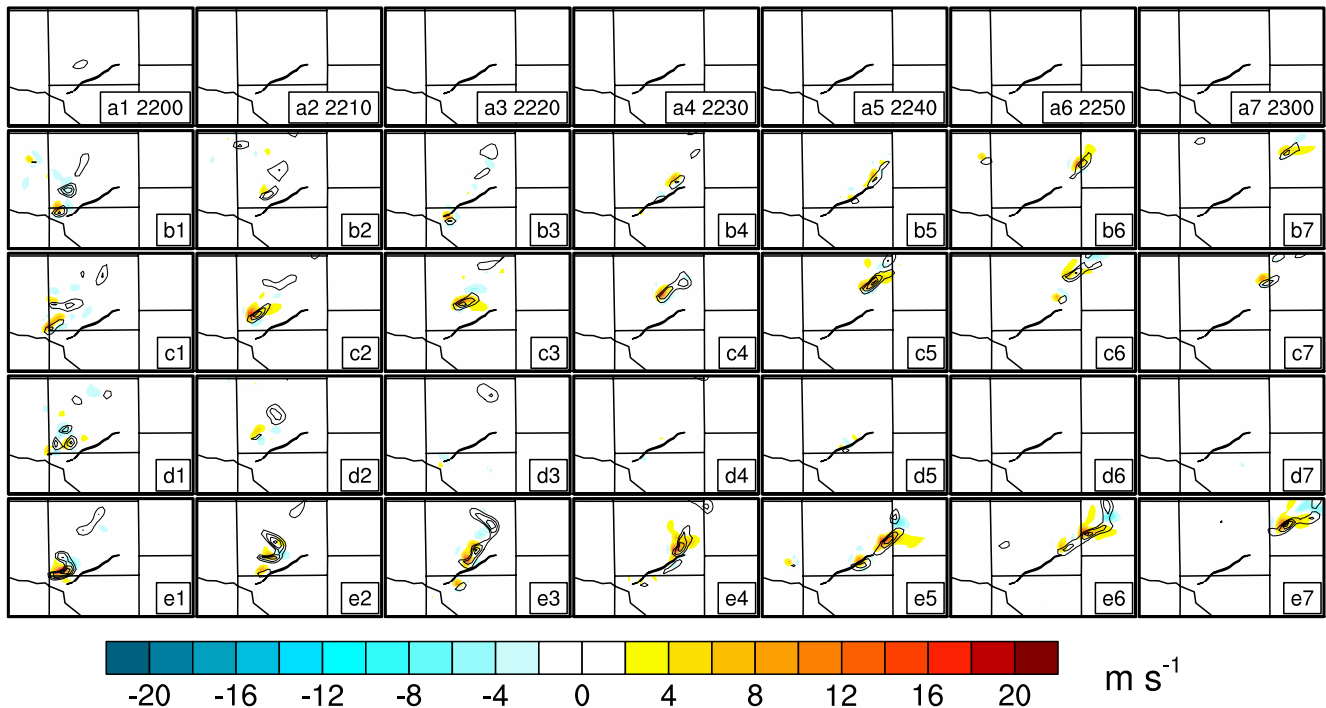 a1 2200 a2 2210 a3 2220 a4 2230 a5 2240 a6 2250 a7 2300
b1 b2 b3 b4 b5 b6 b7
c1 c2 c3 c4 c5 c6 c7
d1 d2 d3 d4 d5 d6 d7
e1 e2 e3 e4 e5 e6 e7
-20 -16 -12 -8 -4 0 4 8 12 16 20 m s⁻¹